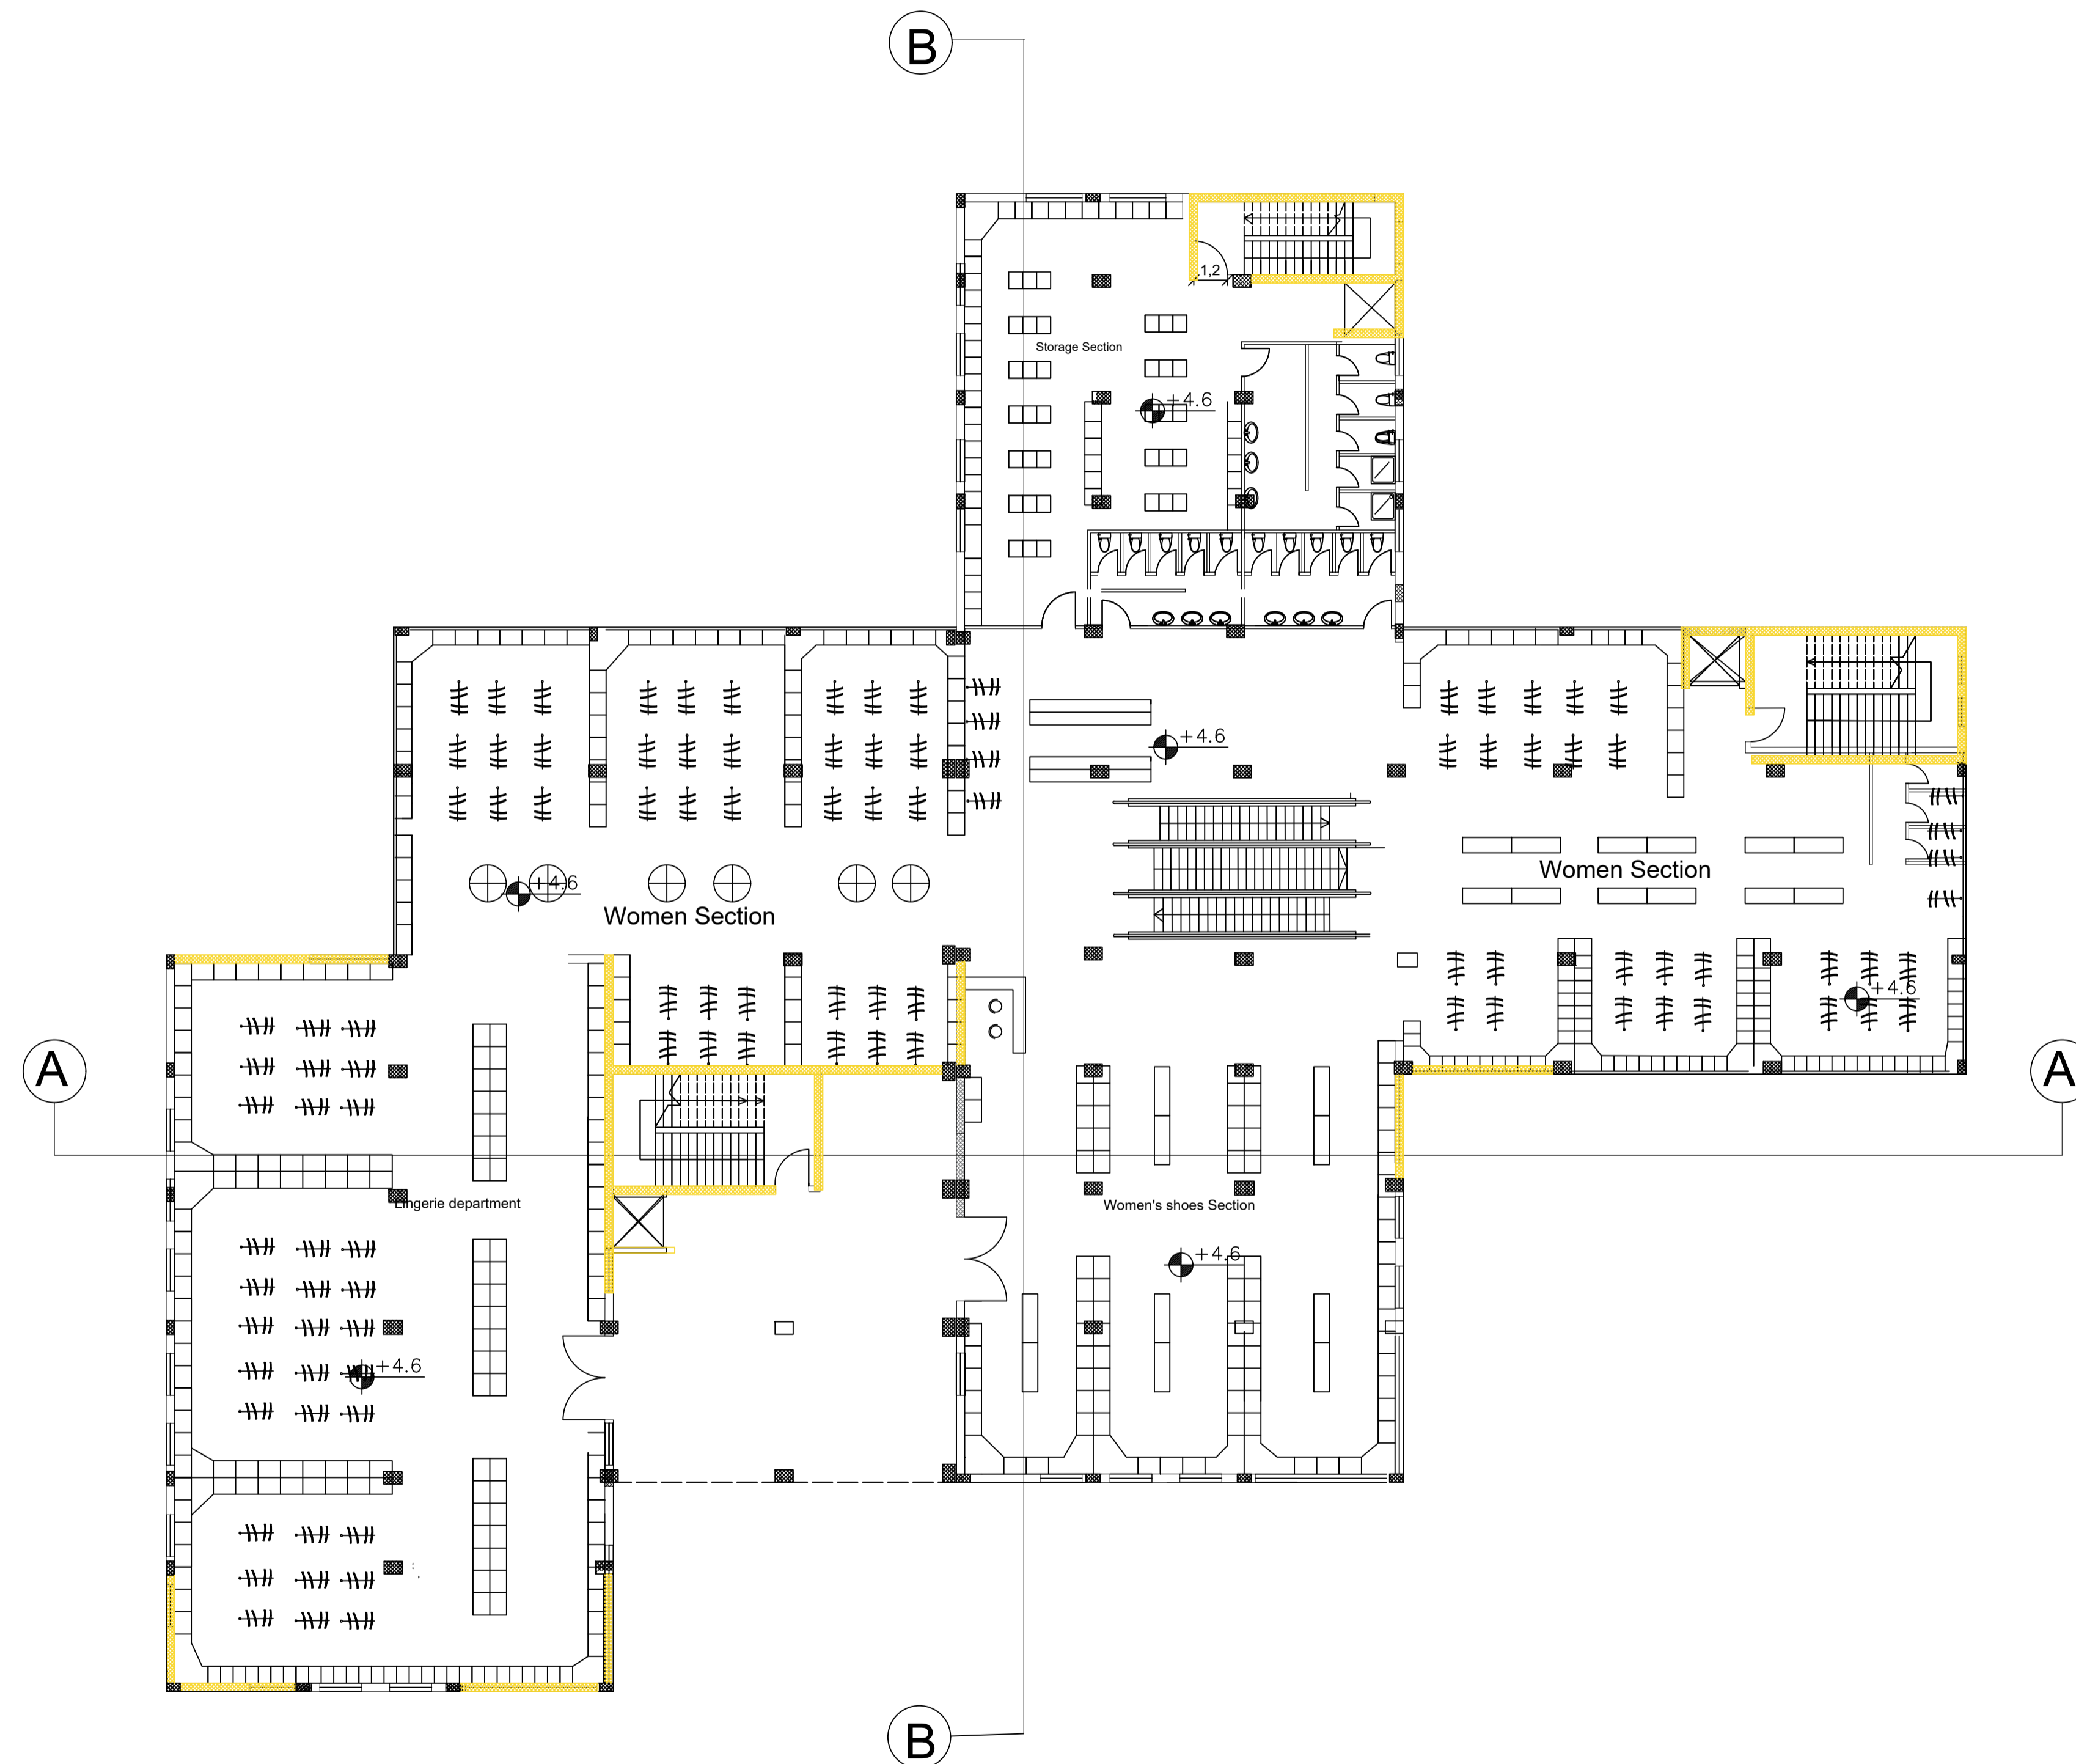 B
1,2
Storage Section
+4.6
+4.6
Women Section
+4.6
Women Section
+4.6
A
A
Lingerie department
Women's shoes Section
+4.6
+4.6
B